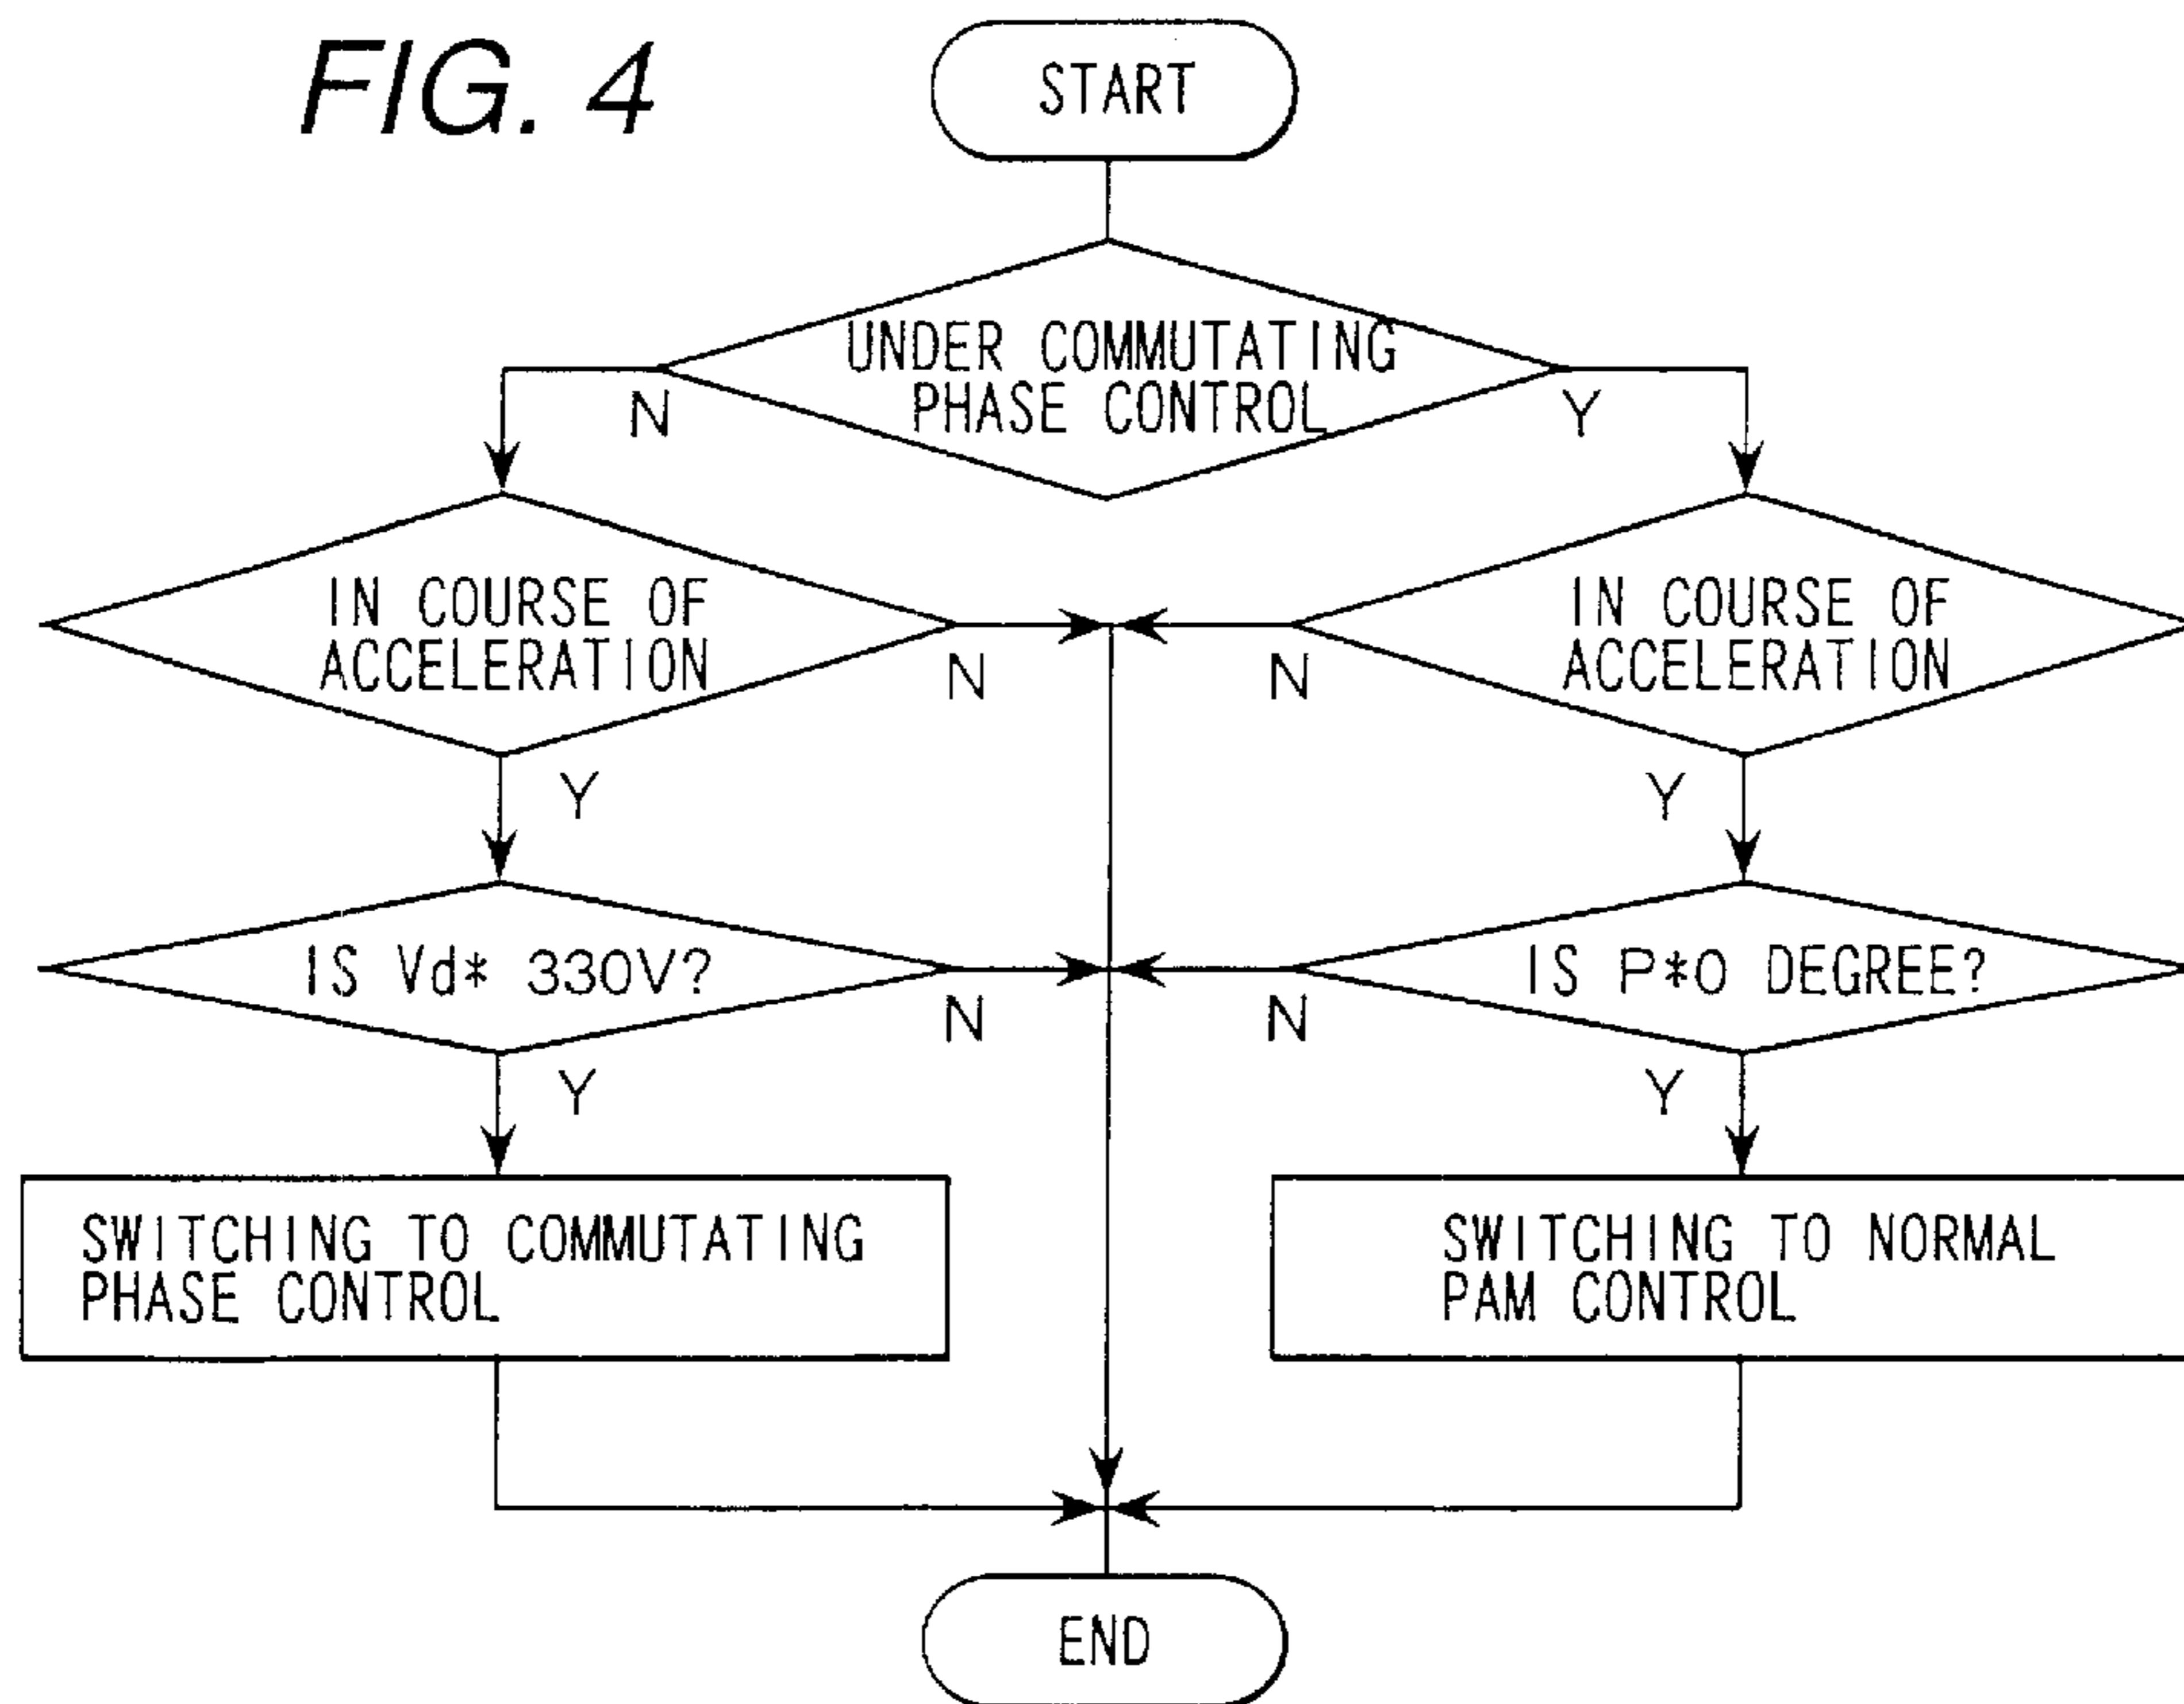 FIG. 4
START
UNDER COMMUTATING
PHASE CONTROL
N
Y
IN COURSE OF
ACCELERATION
IN COURSE OF
ACCELERATION
N
N
Y
Y
IS Vd* 330V?
IS P*0 DEGREE?
N
N
Y
Y
SWITCHING TO COMMUTATING
PHASE CONTROL
SWITCHING TO NORMAL
PAM CONTROL
END